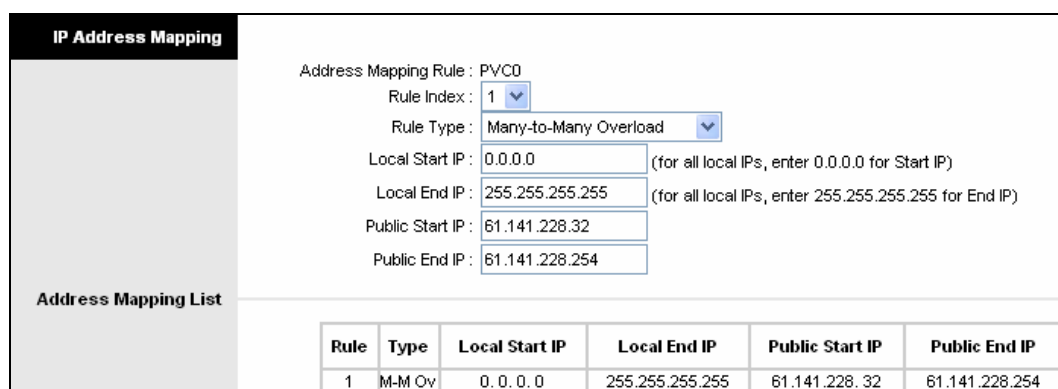 IP Address Mapping
Address Mapping Rule : PVC0
Rule Index : 1
Rule Type : Many-to-Many Overload
Local Start IP : 0.0.0.0 (for all local IPs, enter 0.0.0.0 for Start IP)
Local End IP : 255.255.255.255 (for all local IPs, enter 255.255.255.255 for End IP)
Public Start IP : 61.141.228.32
Public End IP : 61.141.228.254
Address Mapping List
Rule Type Local Start IP Local End IP Public Start IP Public End IP
1 M-M Ov 0. 0. 0. 0 255.255.255.255 61.141.228. 32 61.141.228.254